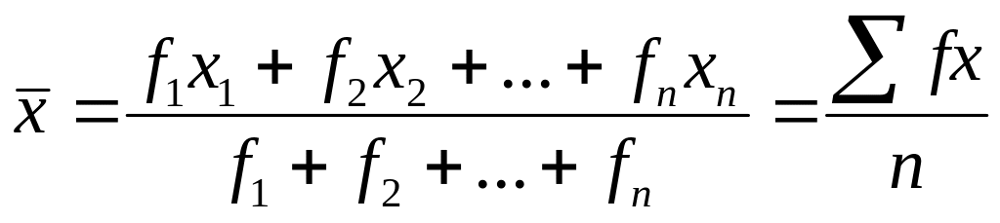 x̄ = (f₁x₁ + f₂x₂ + ... + fₙxₙ) / (f₁ + f₂ + ... + fₙ) = ∑fx / n